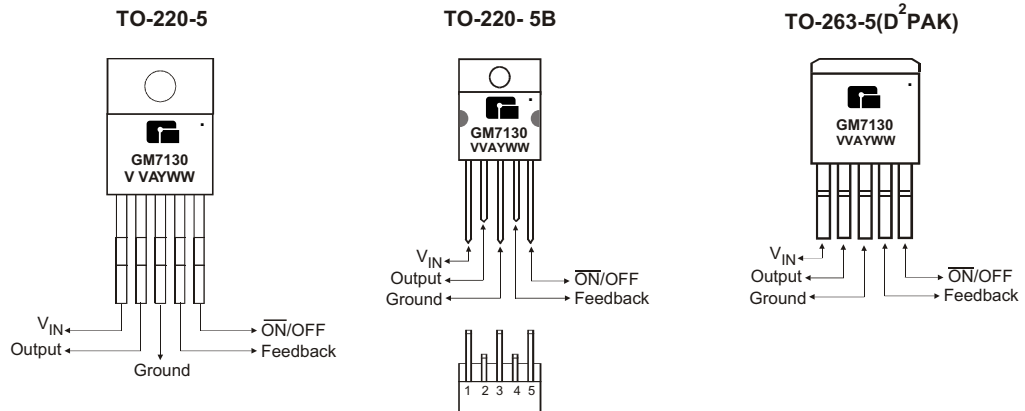 TO-220-5
GM7130
V VAYWW
VIN
Output
Ground
ON/OFF
Feedback
TO-220- 5B
GM7130
VVAYWW
VIN
Output
Ground
ON/OFF
Feedback
1 2 3 4 5
TO-263-5(D²PAK)
GM7130
VVAYWW
VIN
Output
Ground
ON/OFF
Feedback